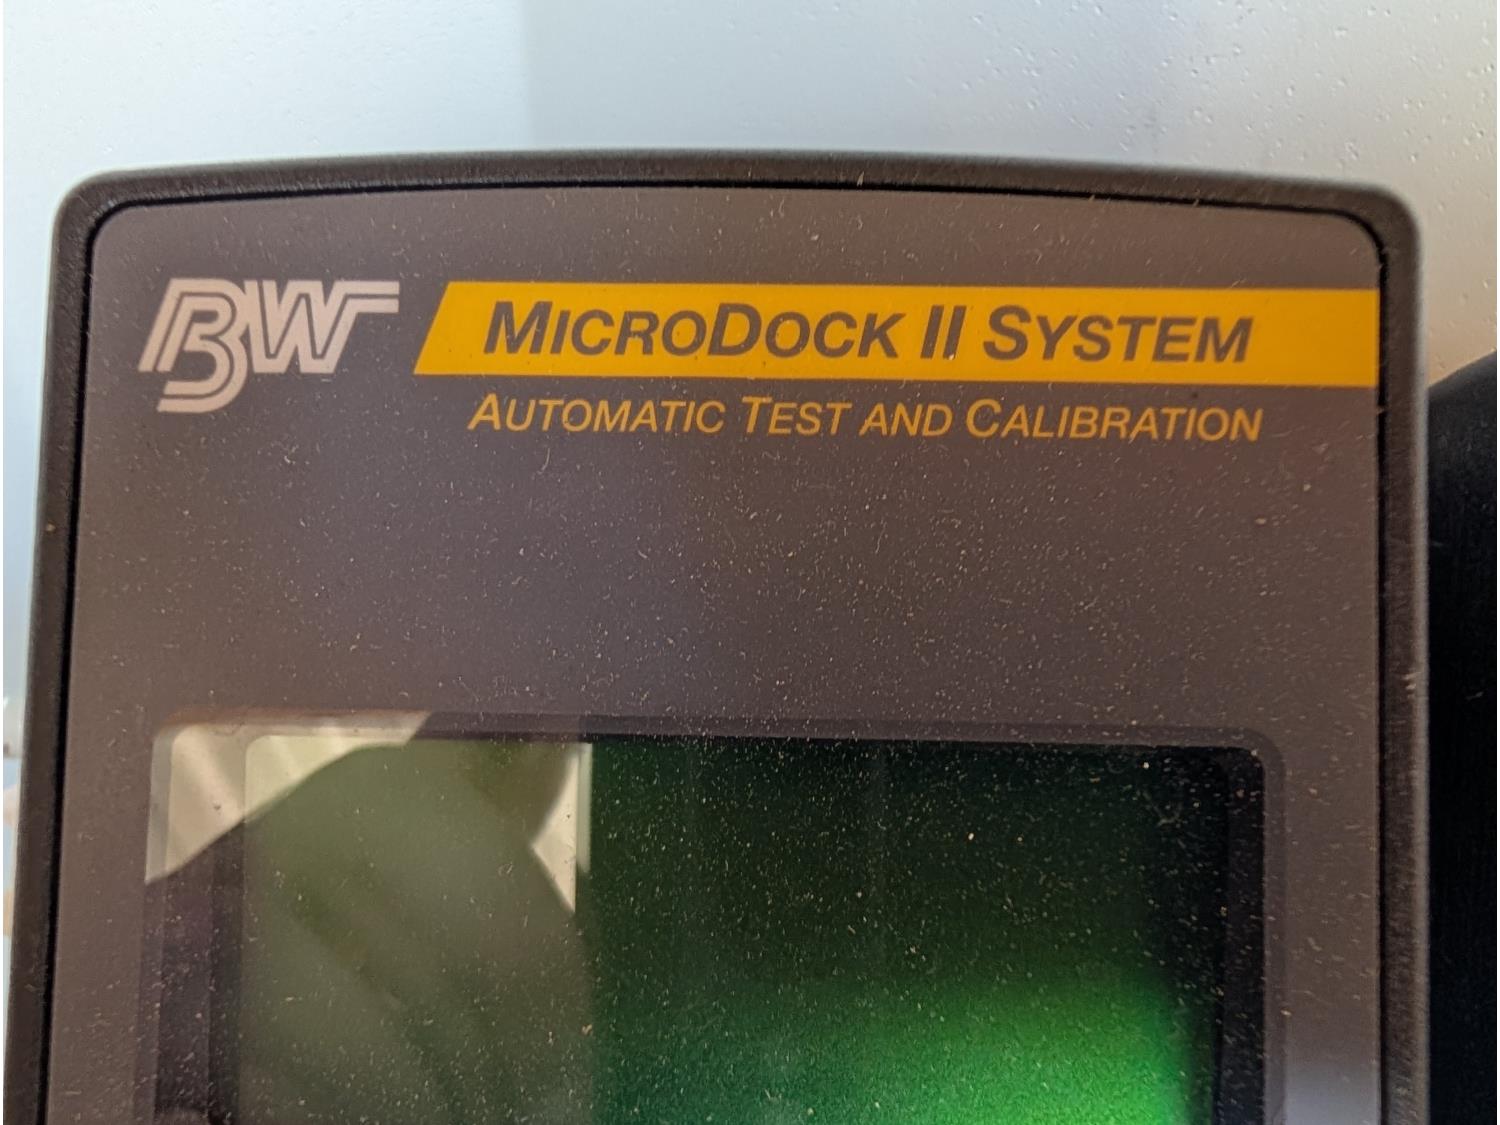 BW
MICRODOCK II SYSTEM
AUTOMATIC TEST AND CALIBRATION